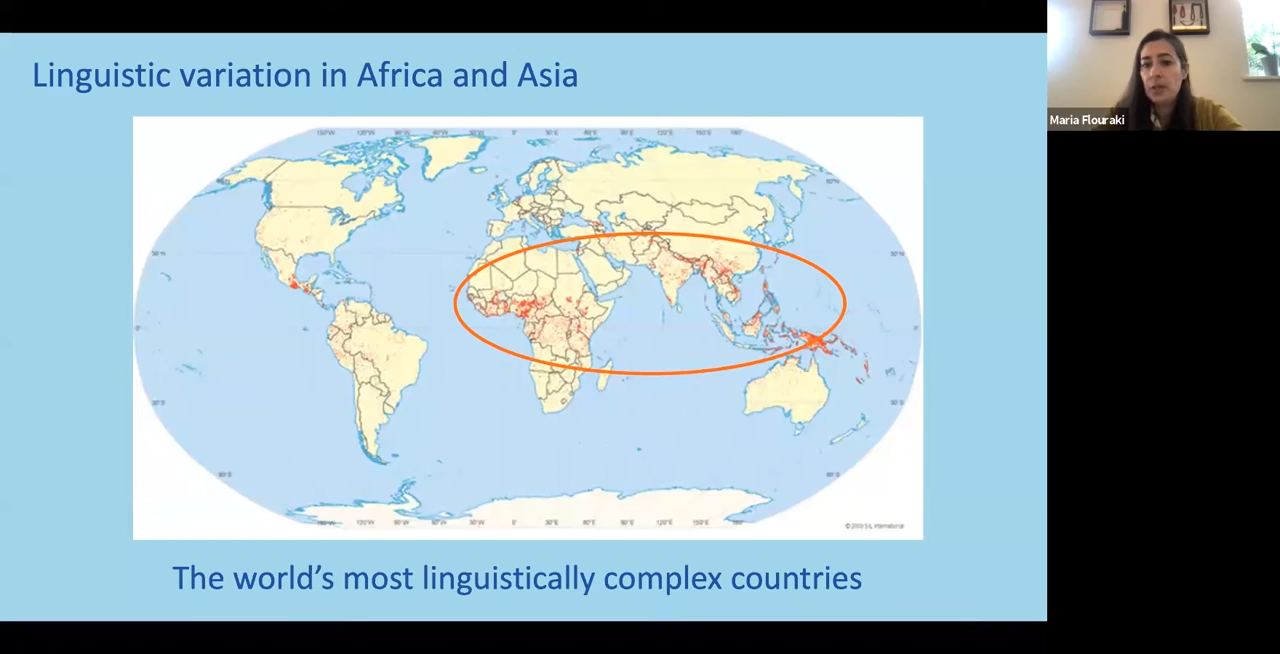 Linguistic variation in Africa and Asia
Maria Flouraki
The world's most linguistically complex countries